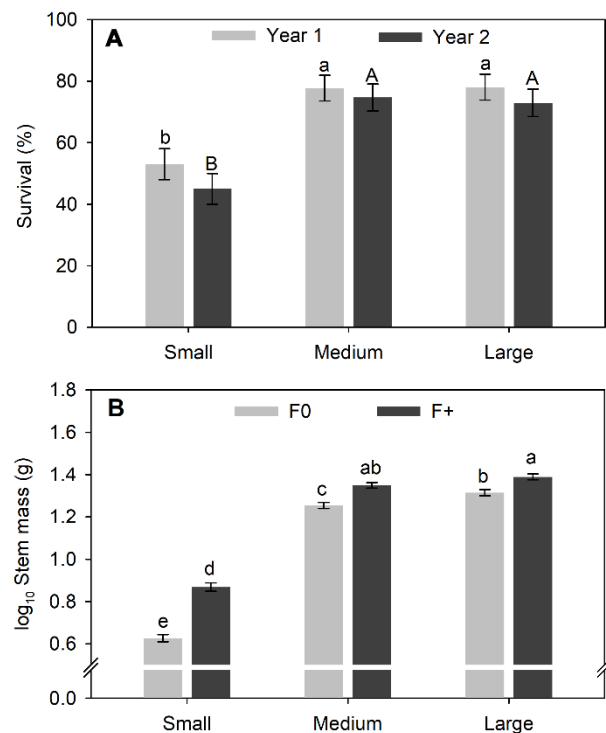 A
Year 1
Year 2
100
80
60
40
20
0
Survival (%)
b
B
a
A
a
A
Small
Medium
Large
B
F0
F+
1.8
1.6
1.4
1.2
1.0
0.8
0.6
0.0
log₁₀ Stem mass (g)
e
d
c
ab
b
a
Small
Medium
Large